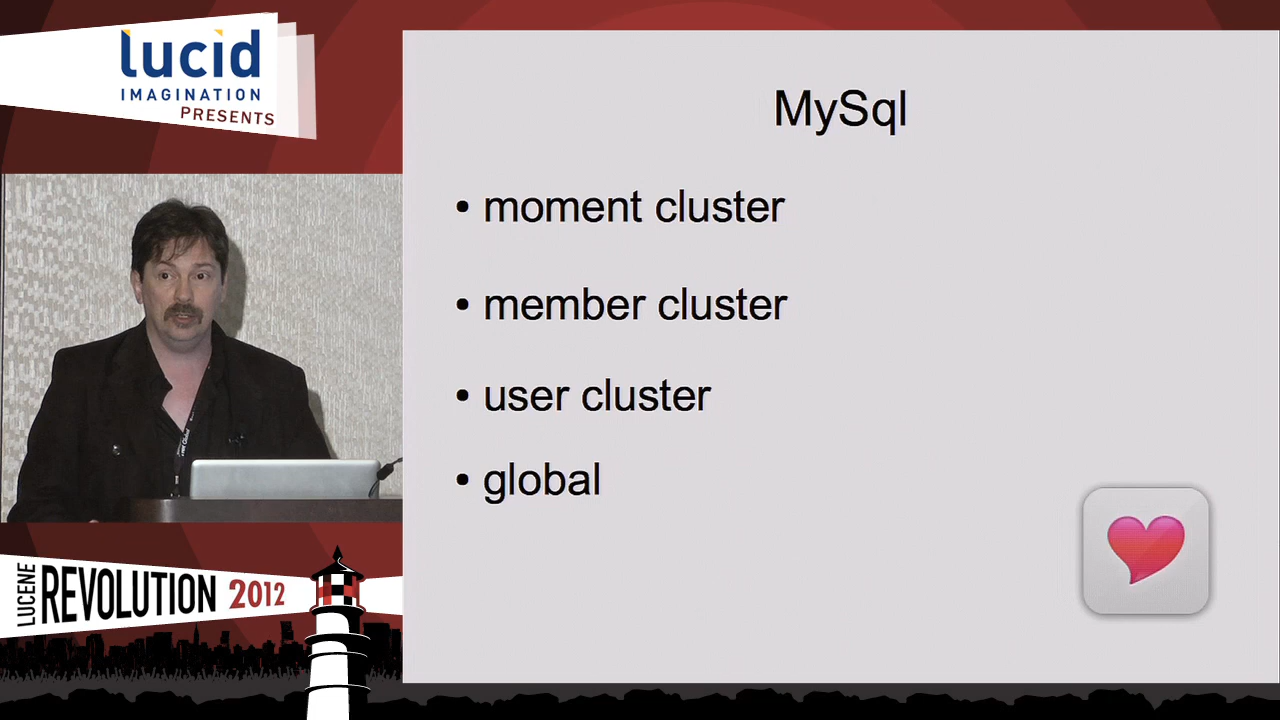 lucid
IMAGINATION
PRESENTS
MySql
• moment cluster
• member cluster
• user cluster
• global
LUCENE
REVOLUTION 2012